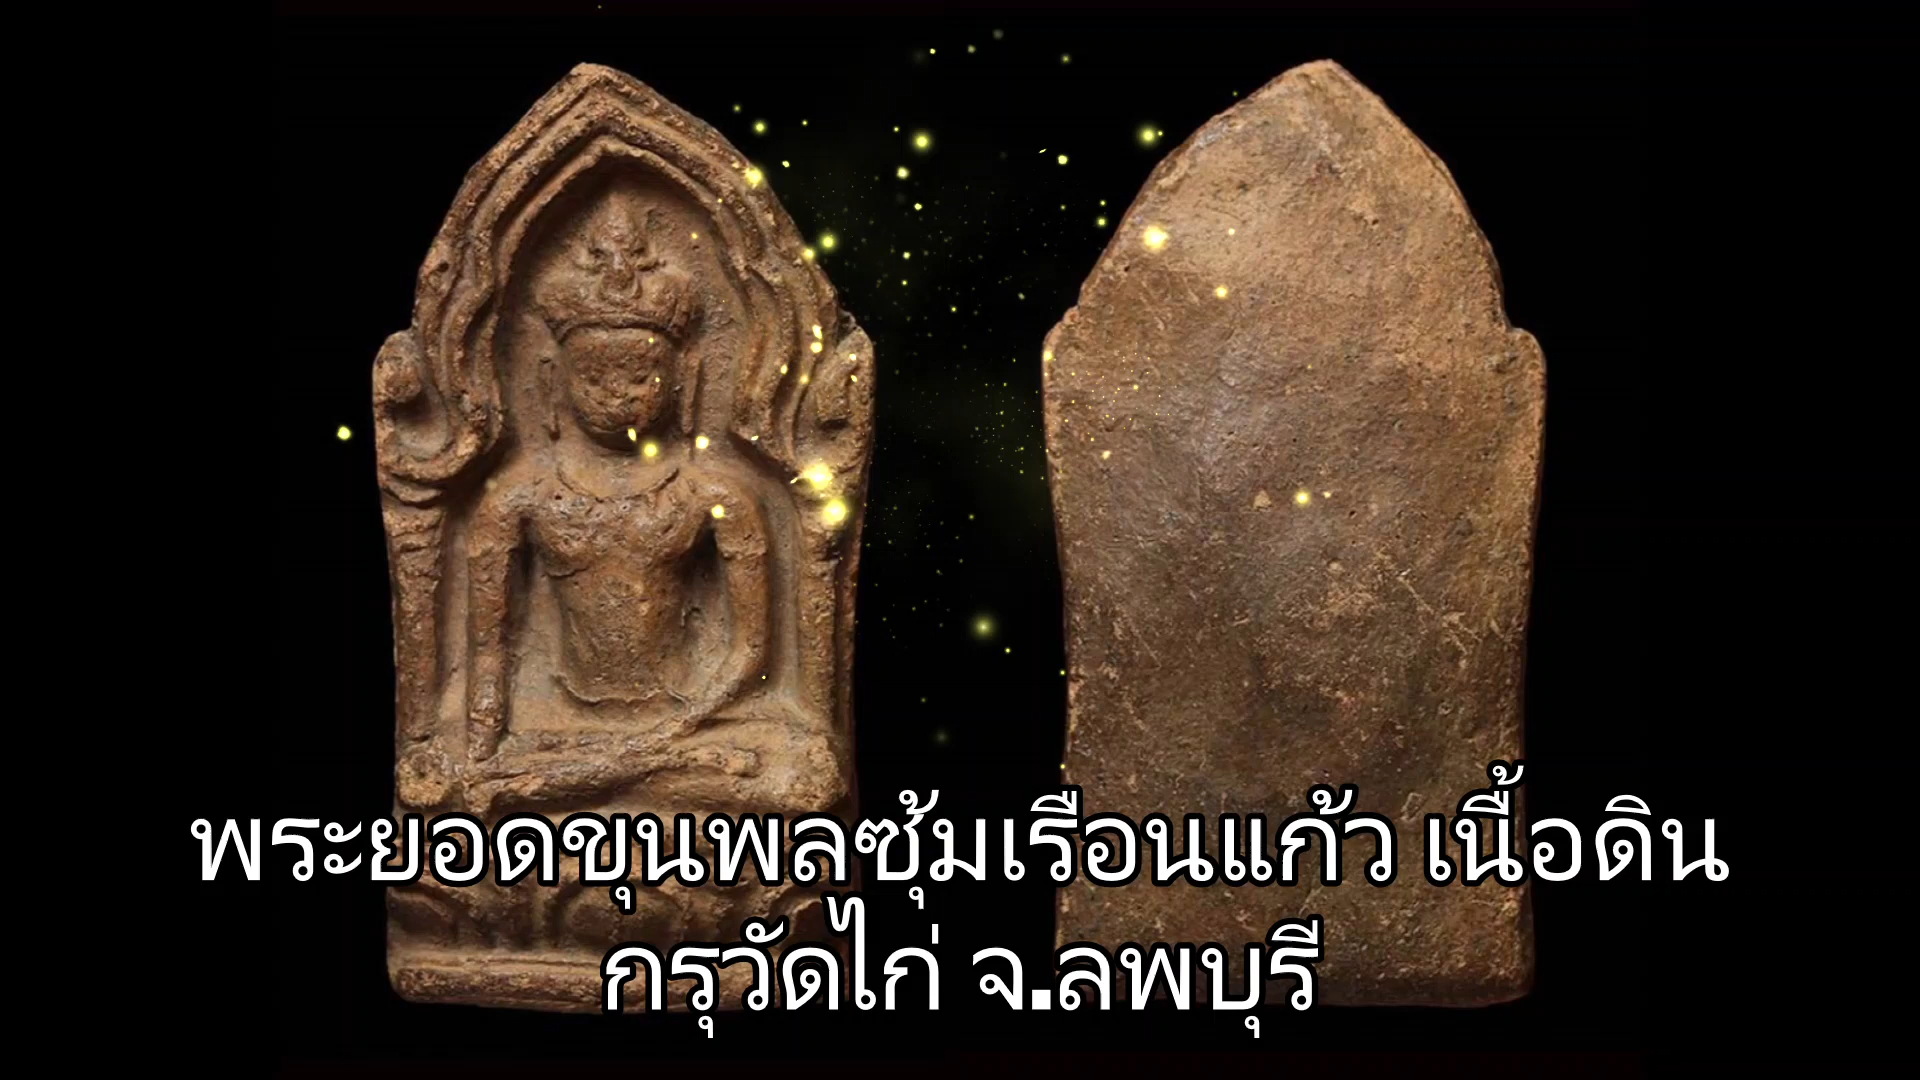 พระยอดขุนพลซุ้มเรือนแก้ว เนื้อดิน
กรุวัดไก่ จ.ลพบุรี